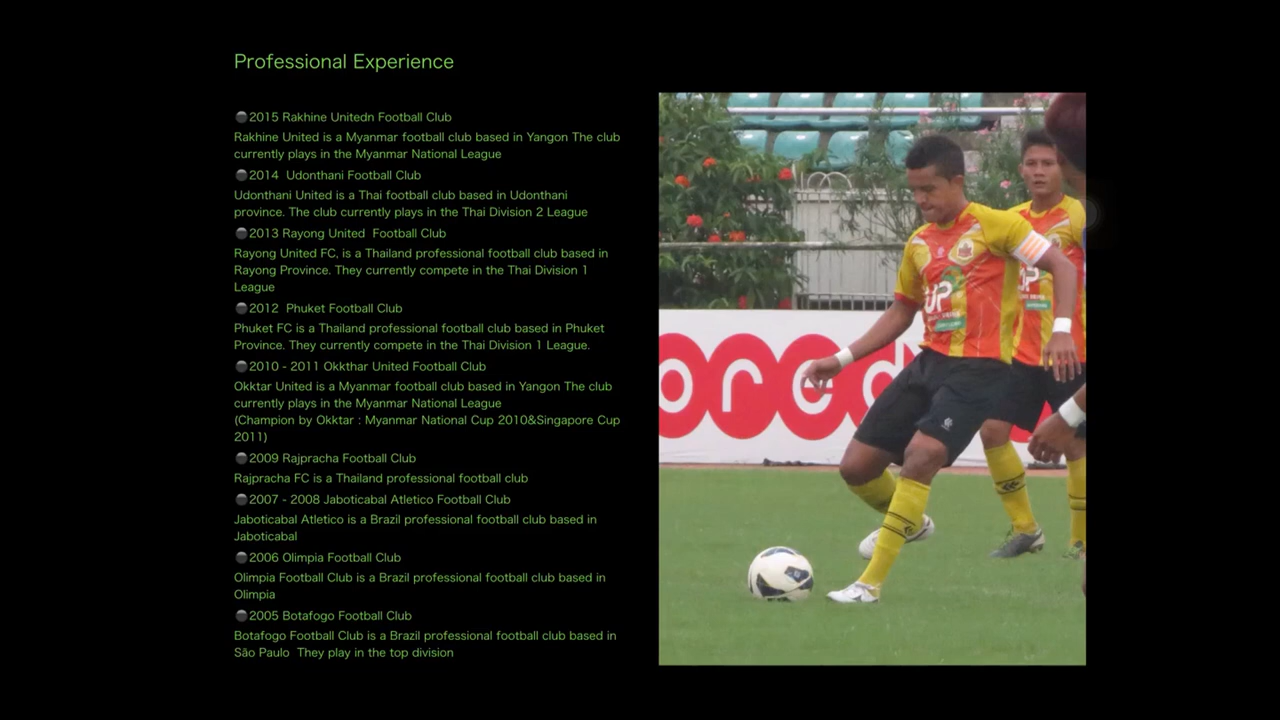 Professional Experience
2015 Rakhine Unitedn Football Club
Rakhine United is a Myanmar football club based in Yangon The club
currently plays in the Myanmar National League
2014 Udonthani Football Club
Udonthani United is a Thai football club based in Udonthani
province. The club currently plays in the Thai Division 2 League
2013 Rayong United Football Club
Rayong United FC, is a Thailand professional football club based in
Rayong Province. They currently compete in the Thai Division 1
League
2012 Phuket Football Club
Phuket FC is a Thailand professional football club based in Phuket
Province. They currently compete in the Thai Division 1 League.
2010 - 2011 Okkthar United Football Club
Okktar United is a Myanmar football club based in Yangon The club
currently plays in the Myanmar National League
(Champion by Okktar : Myanmar National Cup 2010&Singapore Cup
2011)
2009 Rajpracha Football Club
Rajpracha FC is a Thailand professional football club
2007 - 2008 Jaboticabal Atletico Football Club
Jaboticabal Atletico is a Brazil professional football club based in
Jaboticabal
2006 Olimpia Football Club
Olimpia Football Club is a Brazil professional football club based in
Olimpia
2005 Botafogo Football Club
Botafogo Football Club is a Brazil professional football club based in
São Paulo They play in the top division
ored
UP